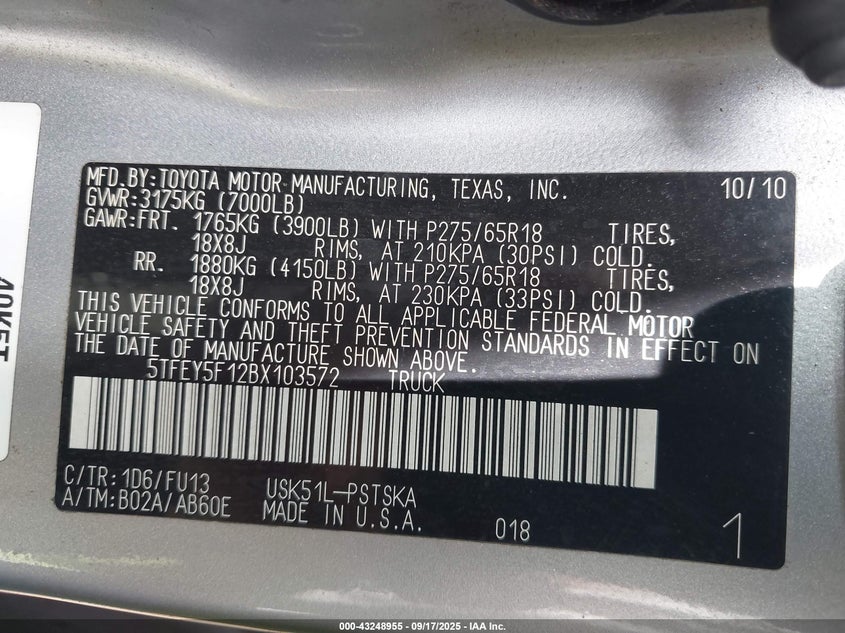 MFD.BY:TOYOTA MOTOR MANUFACTURING, TEXAS, INC. 10/10
GVWR:3175KG (7000LB)
GAWR:FRT. 1765KG (3900LB) WITH P275/65R18 TIRES,
18X8J RIMS, AT 210KPA (30PSI) COLD.
RR. 1880KG (4150LB) WITH P275/65R18 TIRES,
18X8J RIMS, AT 230KPA (33PSI) COLD.
THIS VEHICLE CONFORMS TO ALL APPLICABLE FEDERAL MOTOR
VEHICLE SAFETY AND THEFT PREVENTION STANDARDS IN EFFECT ON
THE DATE OF MANUFACTURE SHOWN ABOVE.
5TFEY5F12BX103572 TRUCK
C/TR:1D6/FU13 USK51L-PSTSKA
A/TM:B02A/AB60E MADE IN U.S.A. 018 1
000-43248955 - 09/17/2025 - IAA Inc.